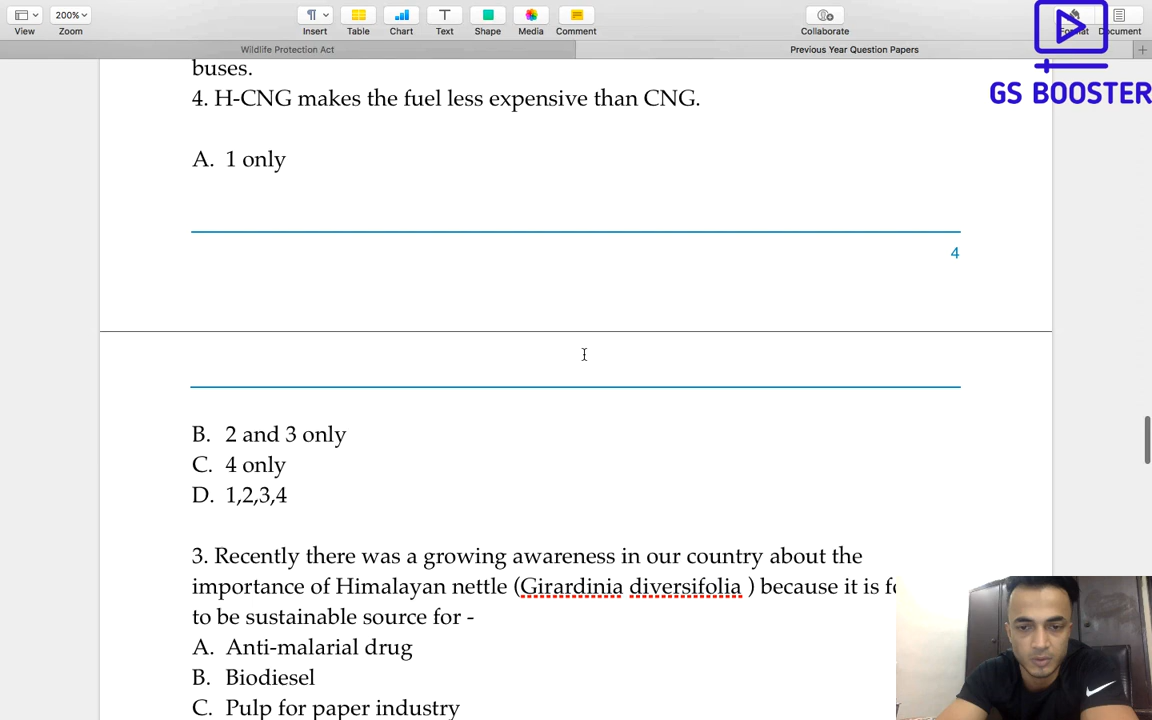 200%
View
Zoom
Insert
Table
Chart
Text
Shape
Media
Comment
Collaborate
Format
Document
Wildlife Protection Act
Previous Year Question Papers
GS BOOSTER
buses.
4. H-CNG makes the fuel less expensive than CNG.
A. 1 only
4
B. 2 and 3 only
C. 4 only
D. 1,2,3,4
3. Recently there was a growing awareness in our country about the
importance of Himalayan nettle (Girardinia diversifolia ) because it is
to be sustainable source for -
A. Anti-malarial drug
B. Biodiesel
C. Pulp for paper industry